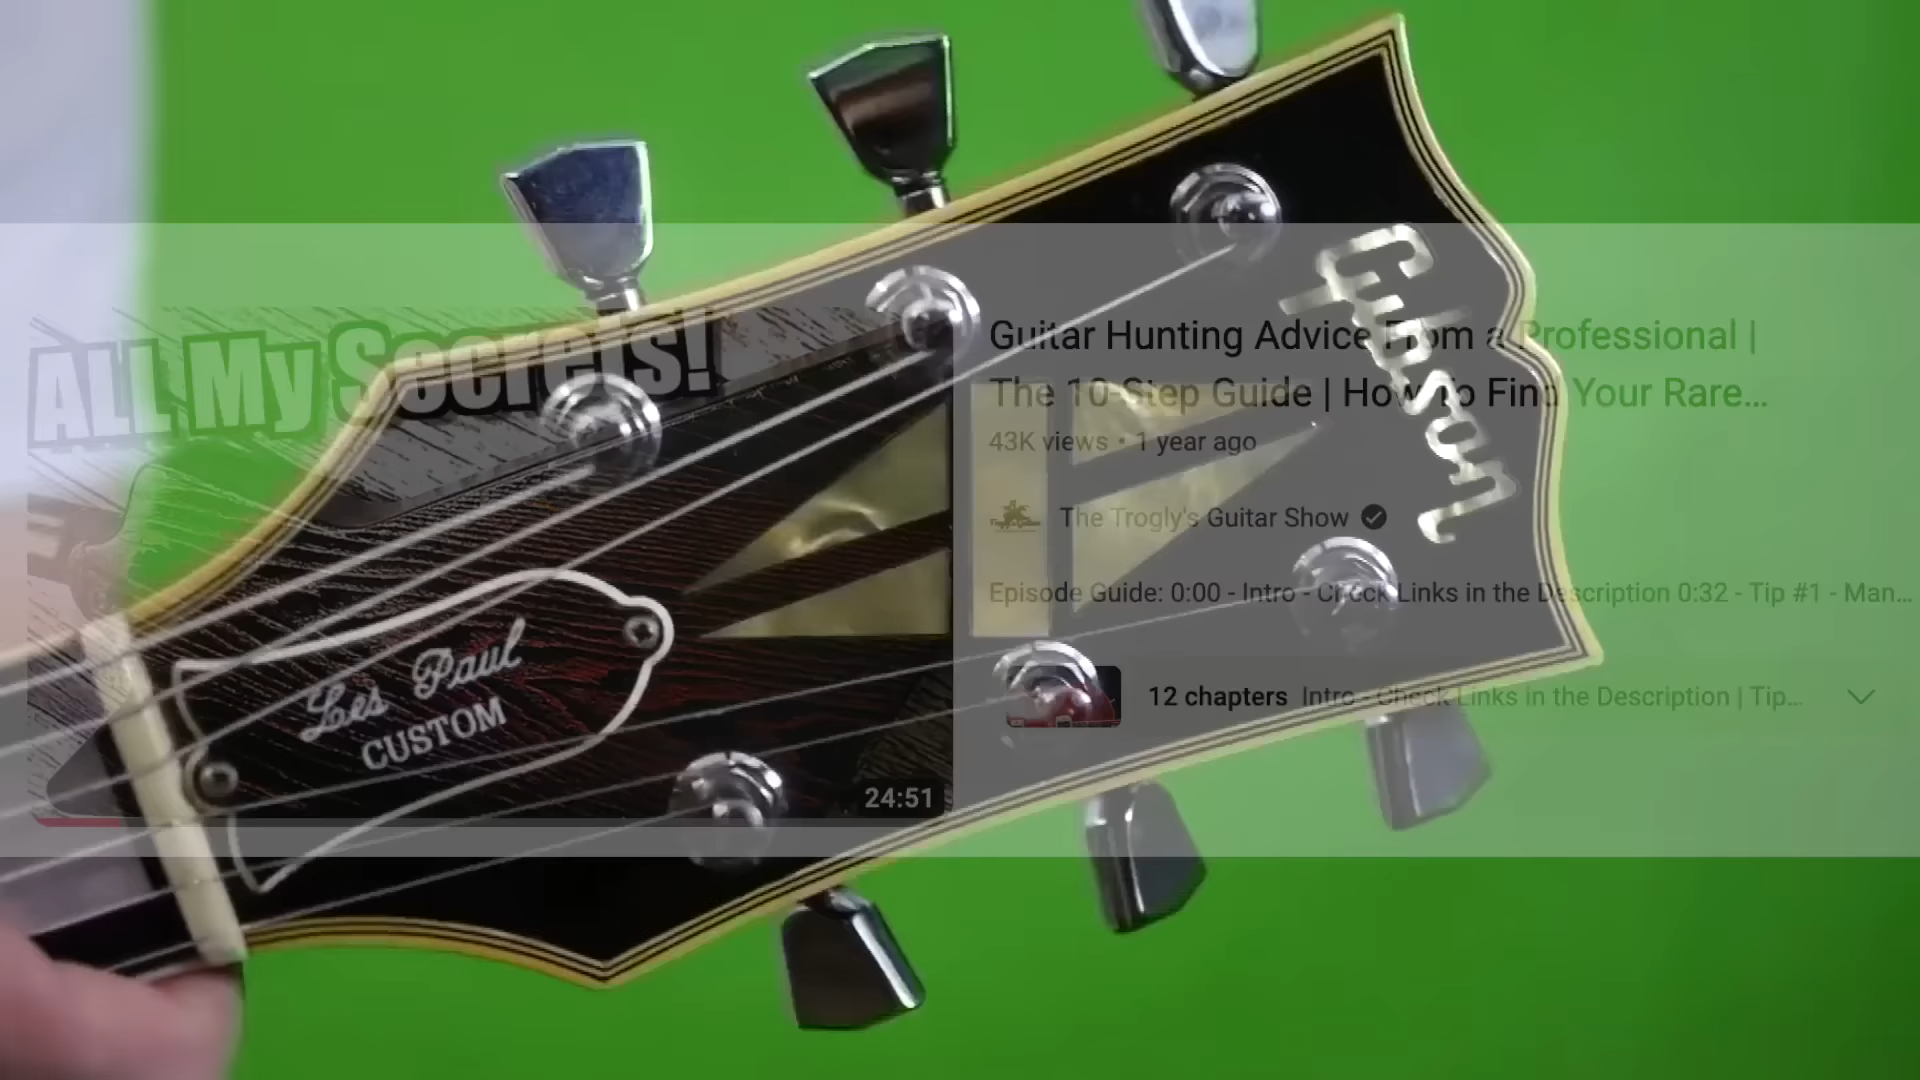 Gibson
ALL My Secrets!
Guitar Hunting Advice From a Professional |
The 10-Step Guide | How To Find Your Rare...
43K views • 1 year ago
The Trogly's Guitar Show
Episode Guide: 0:00 - Intro - Check Links in the Description 0:32 - Tip #1 - Man...
12 chapters Intro - Check Links in the Description | Tip...
Les Paul
CUSTOM
24:51